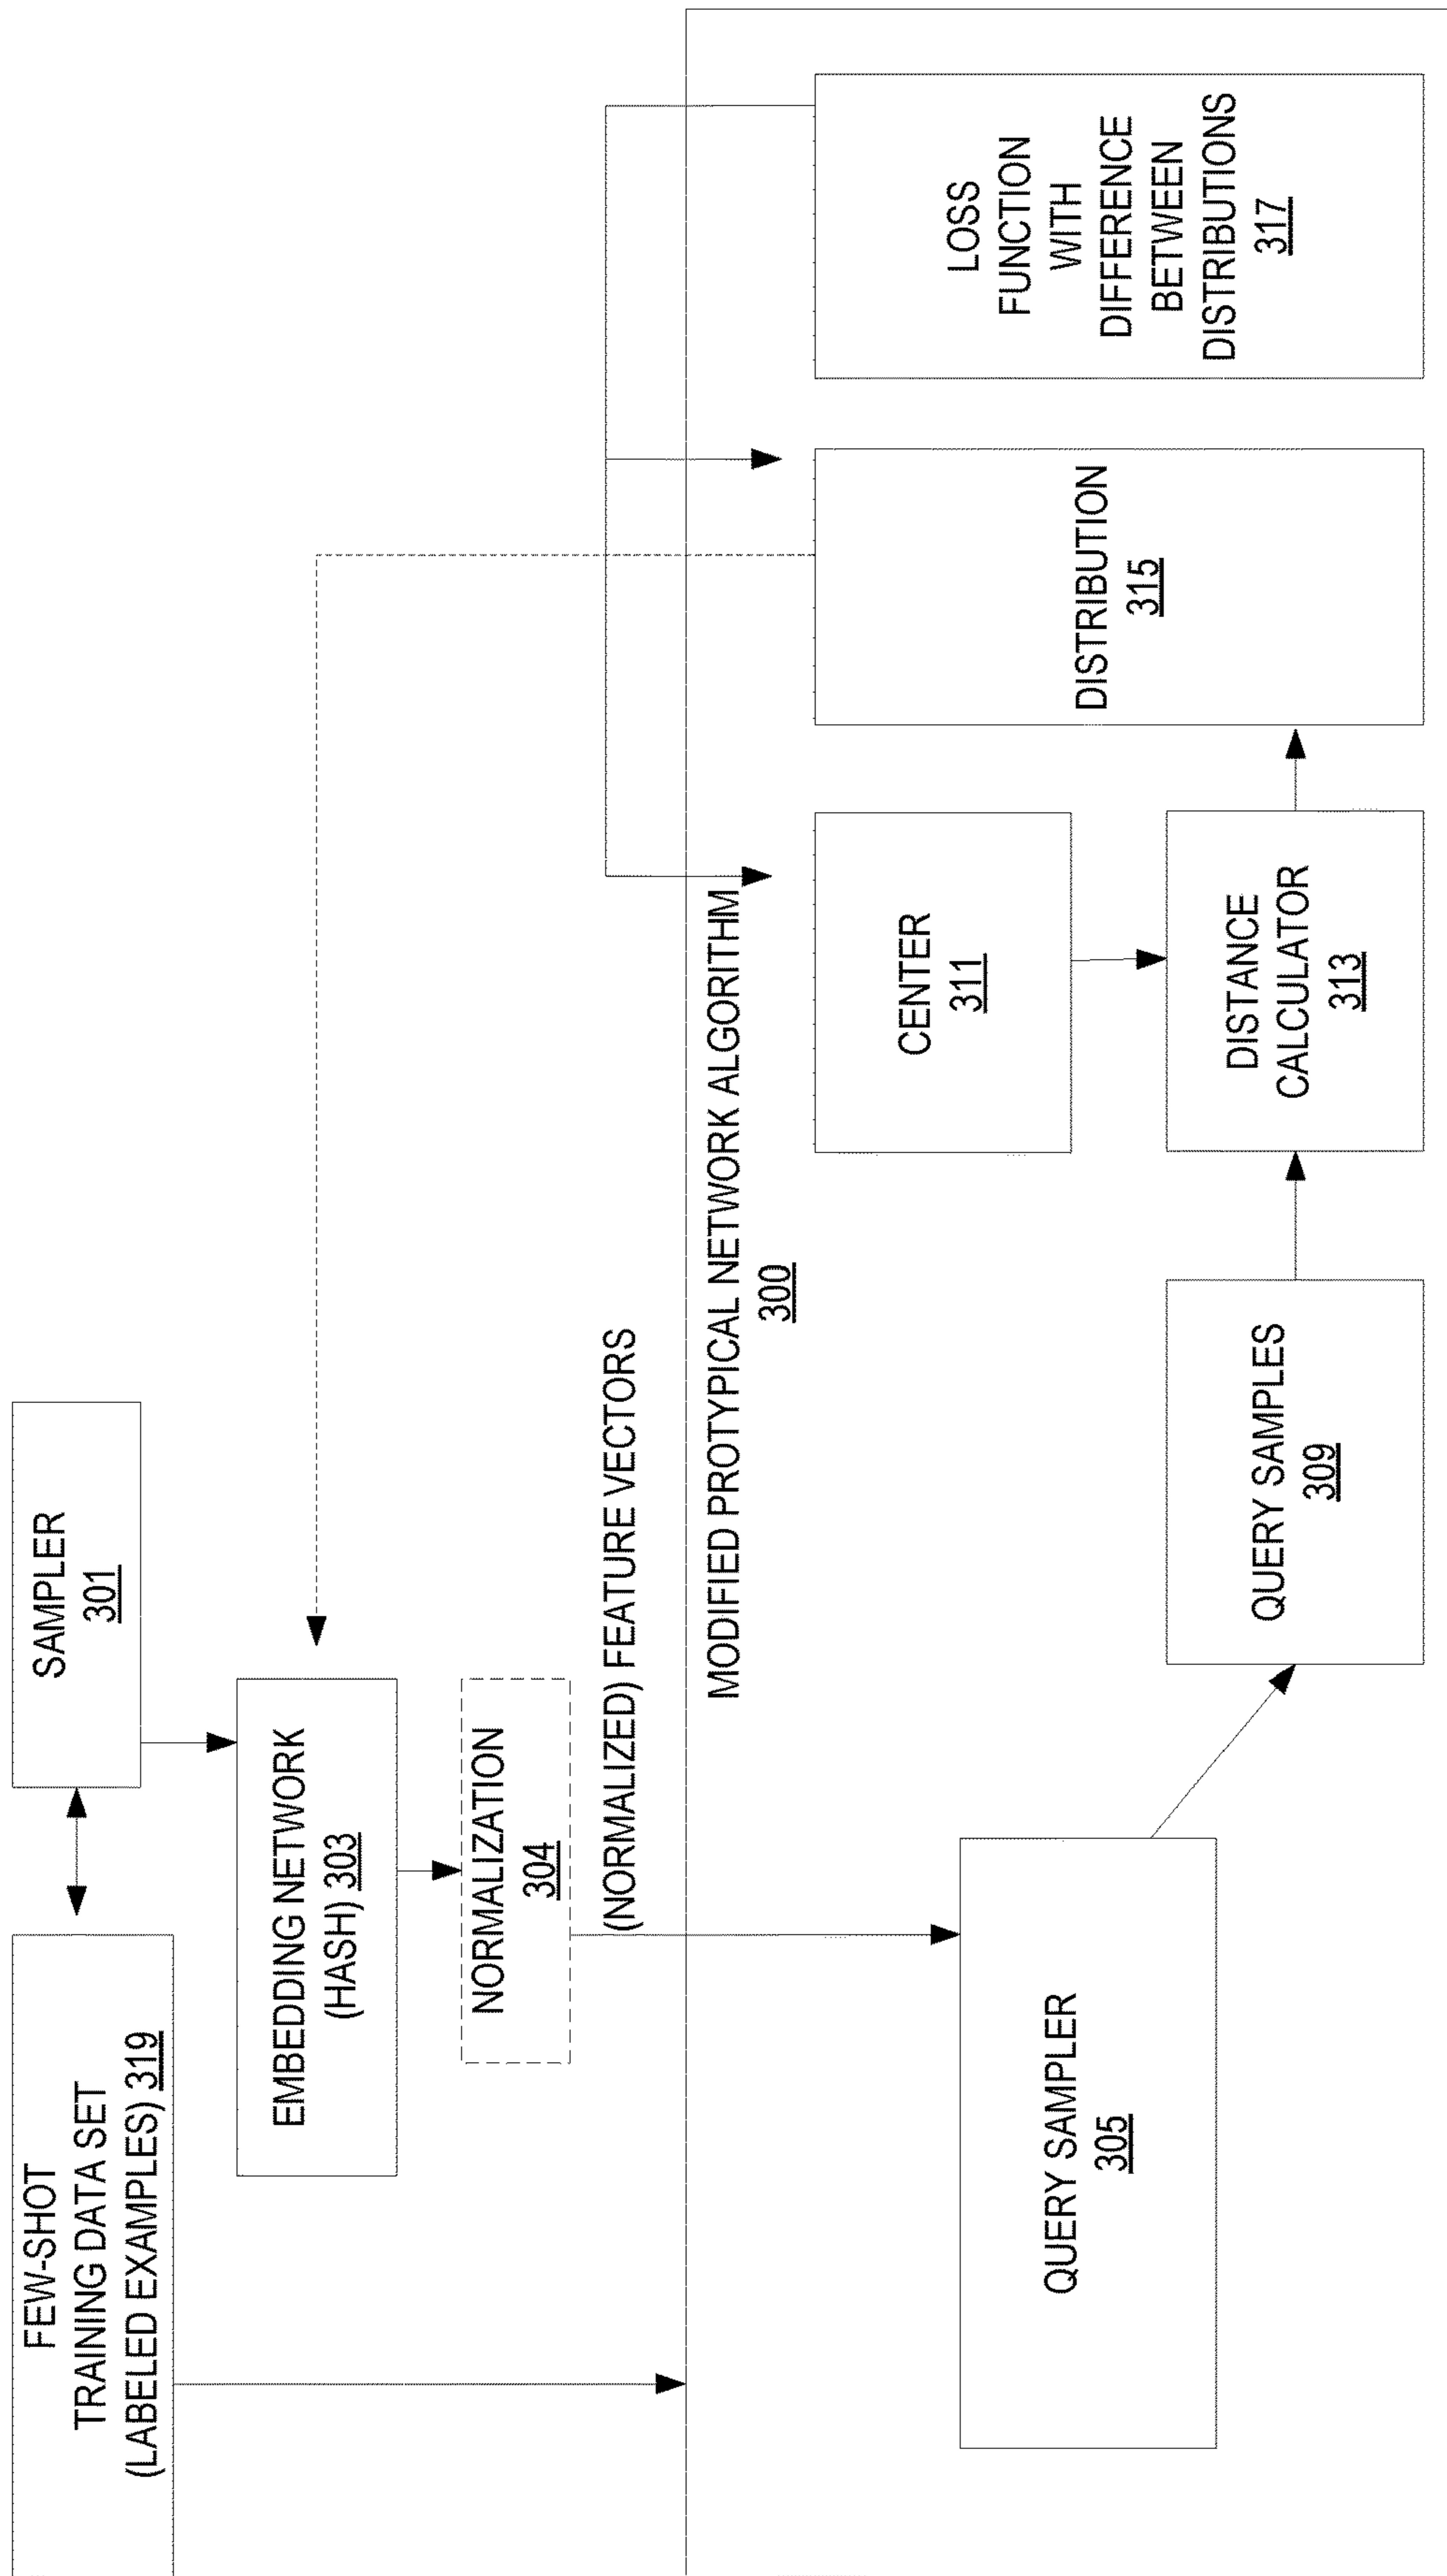 FEW-SHOT
TRAINING DATA SET
(LABELED EXAMPLES) 319
SAMPLER
301
EMBEDDING NETWORK
(HASH) 303
NORMALIZATION
304
(NORMALIZED) FEATURE VECTORS
MODIFIED PROTYPICAL NETWORK ALGORITHM
300
QUERY SAMPLER
305
QUERY SAMPLES
309
CENTER
311
DISTANCE
CALCULATOR
313
DISTRIBUTION
315
LOSS
FUNCTION
WITH
DIFFERENCE
BETWEEN
DISTRIBUTIONS
317